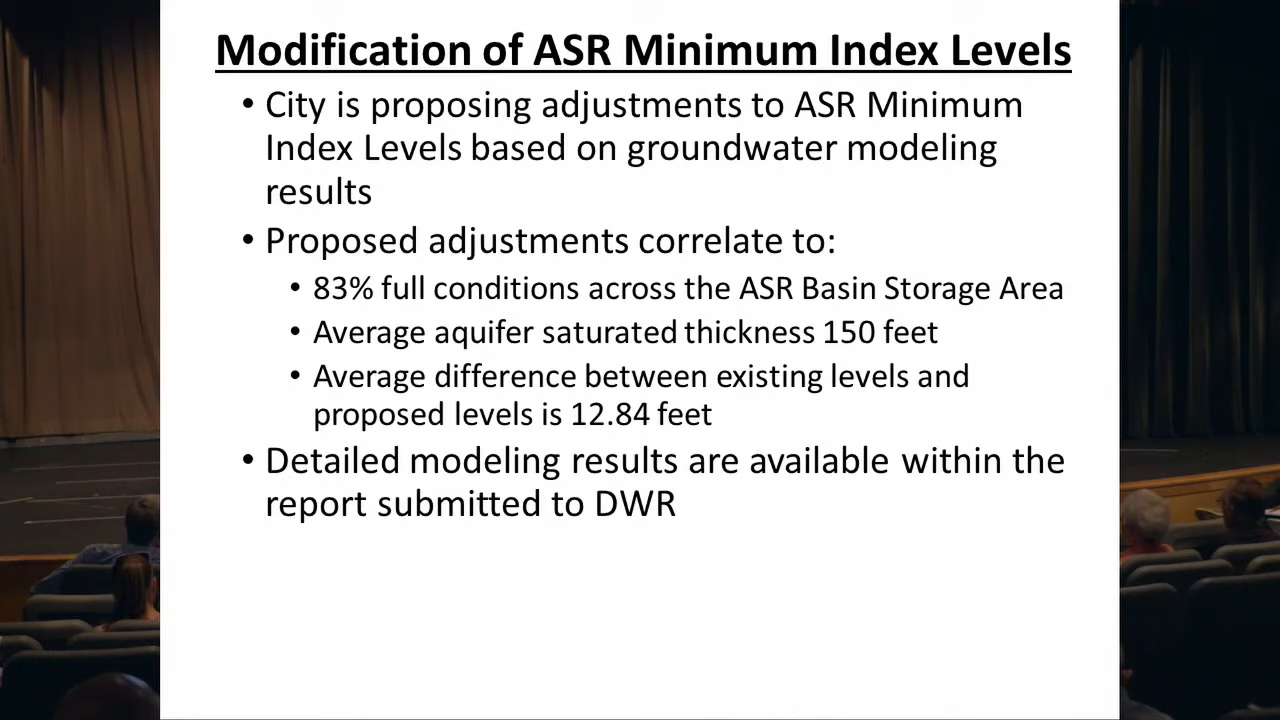 Modification of ASR Minimum Index Levels
• City is proposing adjustments to ASR Minimum
Index Levels based on groundwater modeling
results
• Proposed adjustments correlate to:
• 83% full conditions across the ASR Basin Storage Area
• Average aquifer saturated thickness 150 feet
• Average difference between existing levels and
proposed levels is 12.84 feet
• Detailed modeling results are available within the
report submitted to DWR